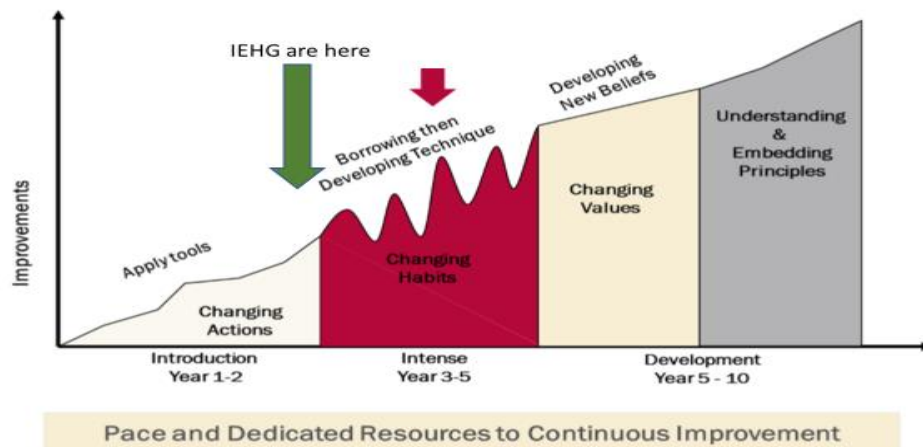 IEHG are here
Developing
New Beliefs
Borrowing then
Developing Technique
Understanding
&
Embedding
Principles
Improvements
Apply tools
Changing
Values
Changing
Habits
Changing
Actions
Introduction
Year 1-2
Intense
Year 3-5
Development
Year 5 - 10
Pace and Dedicated Resources to Continuous Improvement